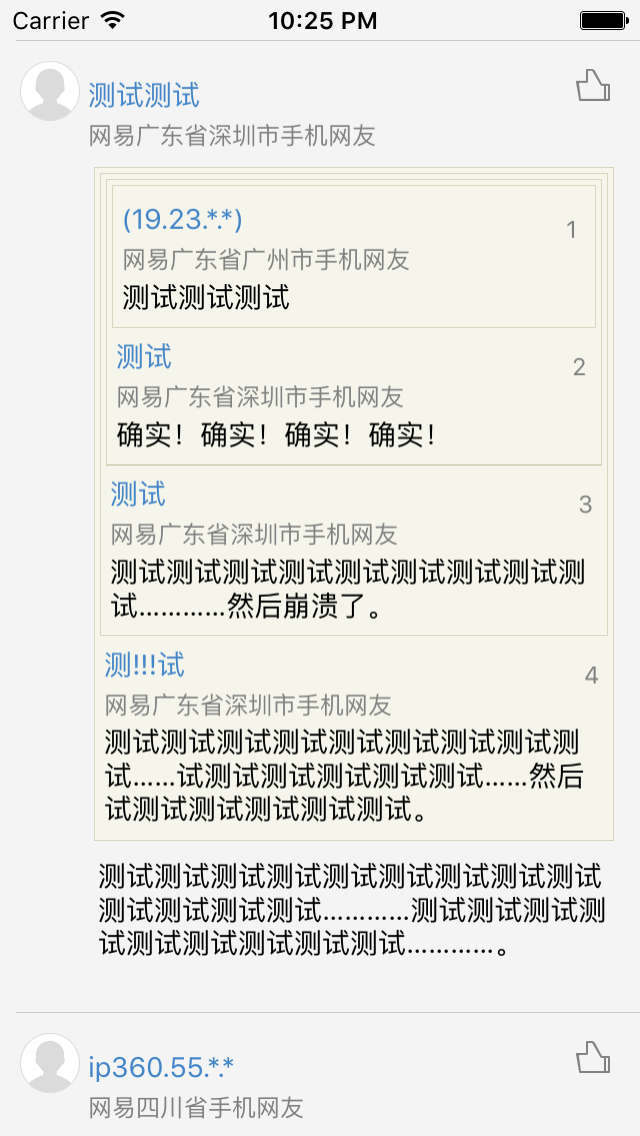 Carrier 10:25 PM
测试测试
网易广东省深圳市手机网友
(19.23.*.*) 1
网易广东省广州市手机网友
测试测试测试
测试 2
网易广东省深圳市手机网友
确实！确实！确实！确实！
测试 3
网易广东省深圳市手机网友
测试测试测试测试测试测试测试测试测
试…………然后崩溃了。
测!!!试 4
网易广东省深圳市手机网友
测试测试测试测试测试测试测试测试测
试……试测试测试测试测试测试……然后
试测试测试测试测试测试。
测试测试测试测试测试测试测试测试测试
测试测试测试测试…………测试测试测试测
试测试测试测试测试测试…………。
ip360.55.*.*
网易四川省手机网友